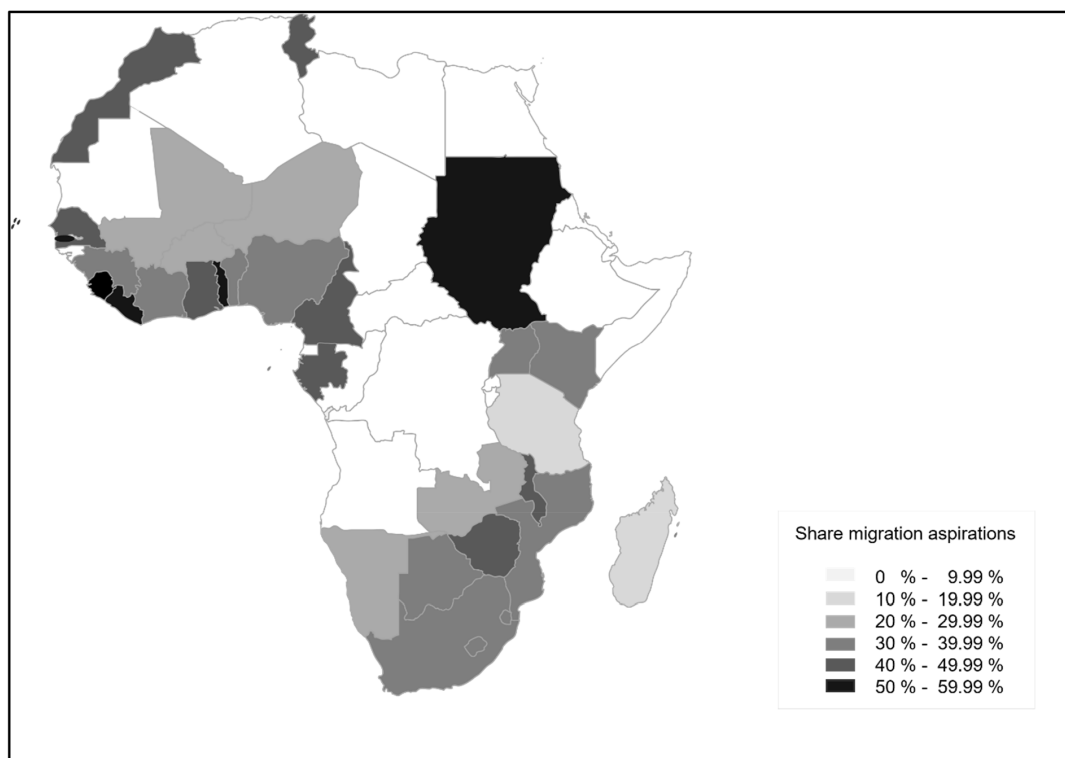 Share migration aspirations
0 % - 9.99 %
10 % - 19.99 %
20 % - 29.99 %
30 % - 39.99 %
40 % - 49.99 %
50 % - 59.99 %